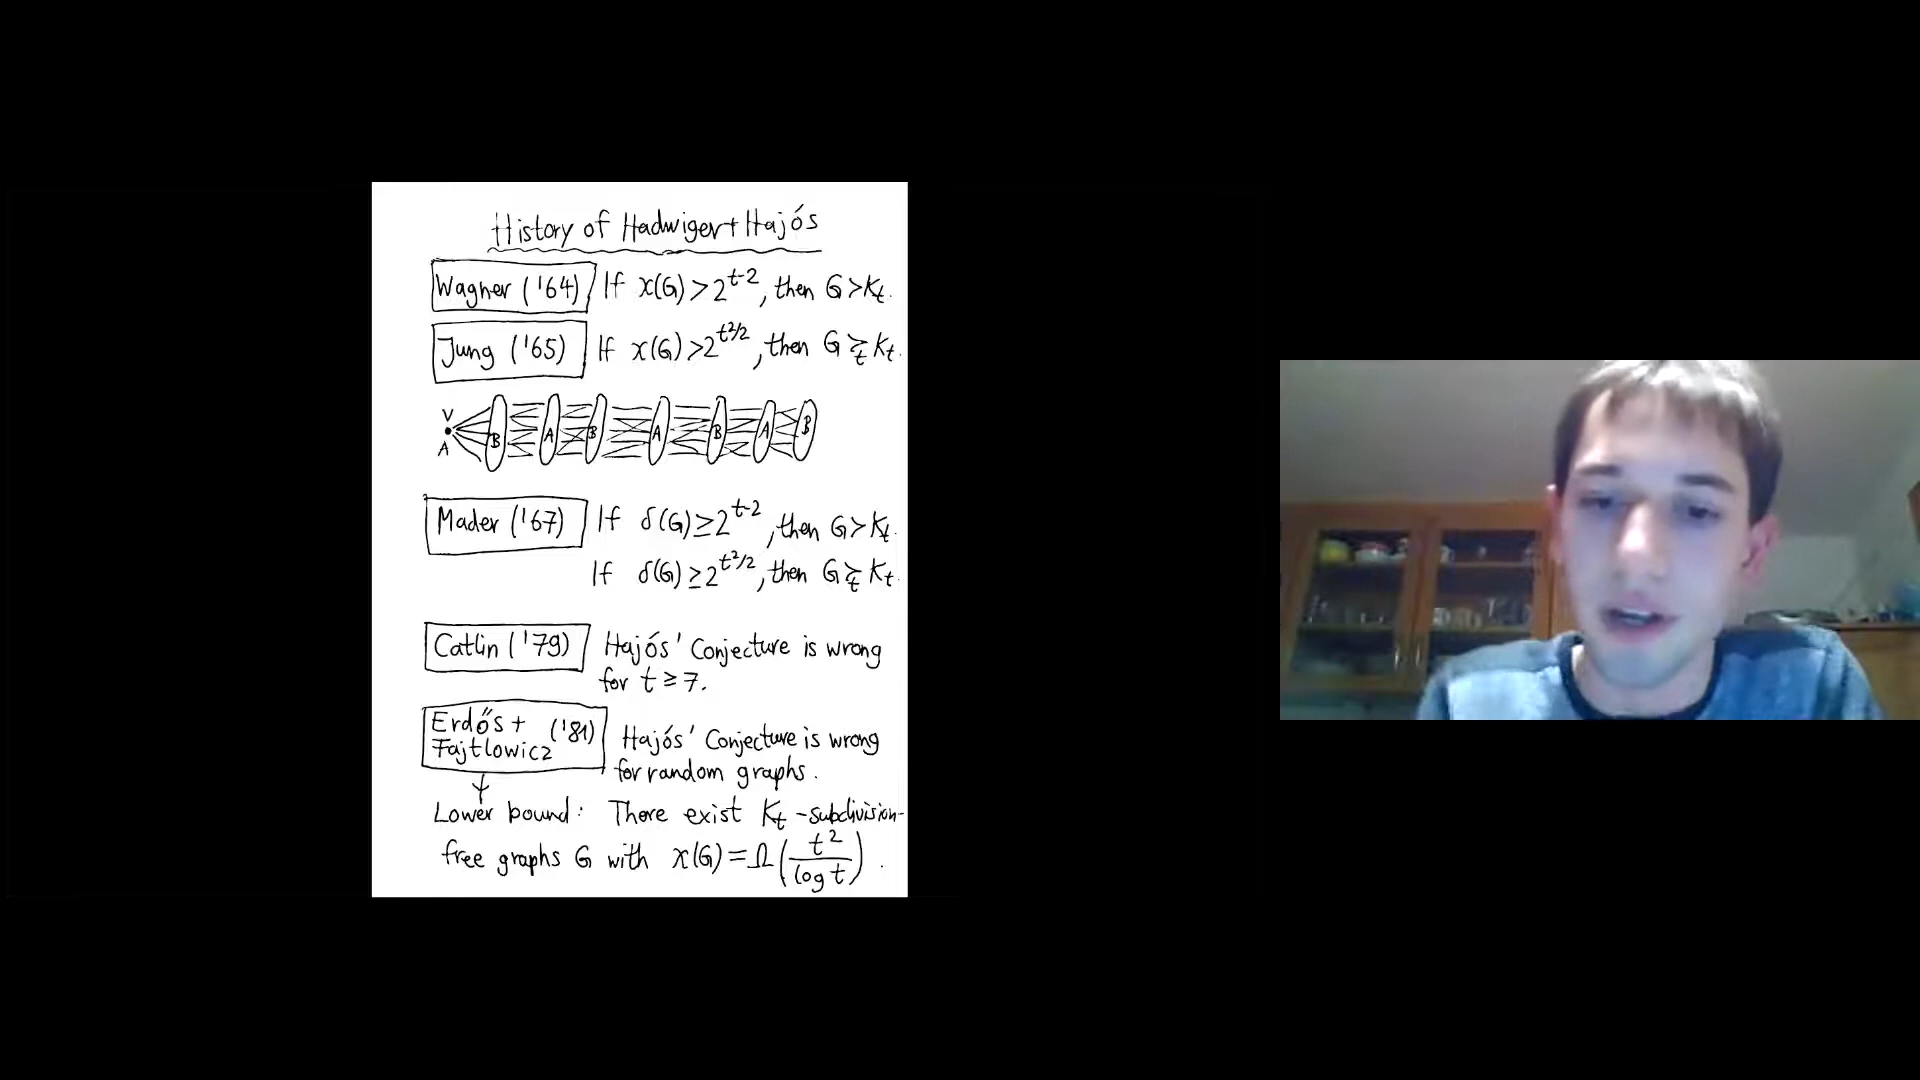 History of Hadwiger + Hajós
Wagner ('64) If χ(G) > 2^{t-2}, then G > K_t.
Jung ('65) If χ(G) > 2^{t²/2}, then G ≥_t K_t.
V
A B A B A B A B
Mader ('67) If δ(G) ≥ 2^{t-2}, then G > K_t.
If δ(G) ≥ 2^{t²/2}, then G ≥_t K_t.
Catlin ('79) Hajós' Conjecture is wrong
for t ≥ 7.
Erdős + Fajtlowicz ('81) Hajós' Conjecture is wrong
for random graphs.
Lower bound: There exist K_t-subdivision-
free graphs G with χ(G) = Ω(t²/log t).